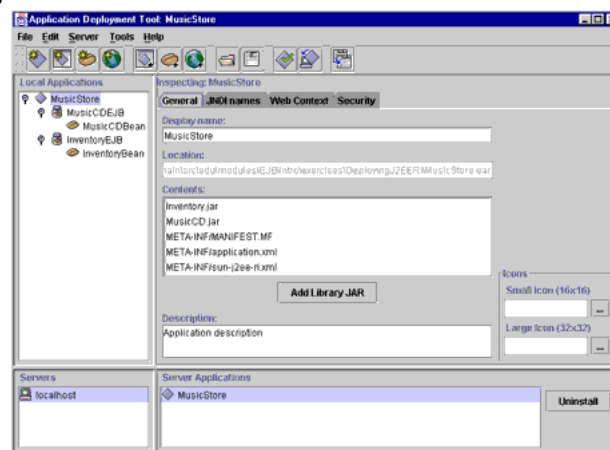 Application Deployment Tool: MusicStore
File Edit Server Tools Help
Local Applications
MusicStore
MusicCDEJB
MusicCDBean
InventoryEJB
InventoryBean
Inspecting: MusicStore
General JNDI names Web Context Security
Display name:
MusicStore
Location:
Contents:
Inventory.jar
MusicCD.jar
META-INF/MANIFEST.MF
META-INF/application.xml
META-INF/sun-j2ee-ri.xml
Add Library JAR
Description:
Application description
Icons
Small Icon (16x16)
...
Large Icon (32x32)
...
Servers
localhost
Server Applications
MusicStore
Uninstall